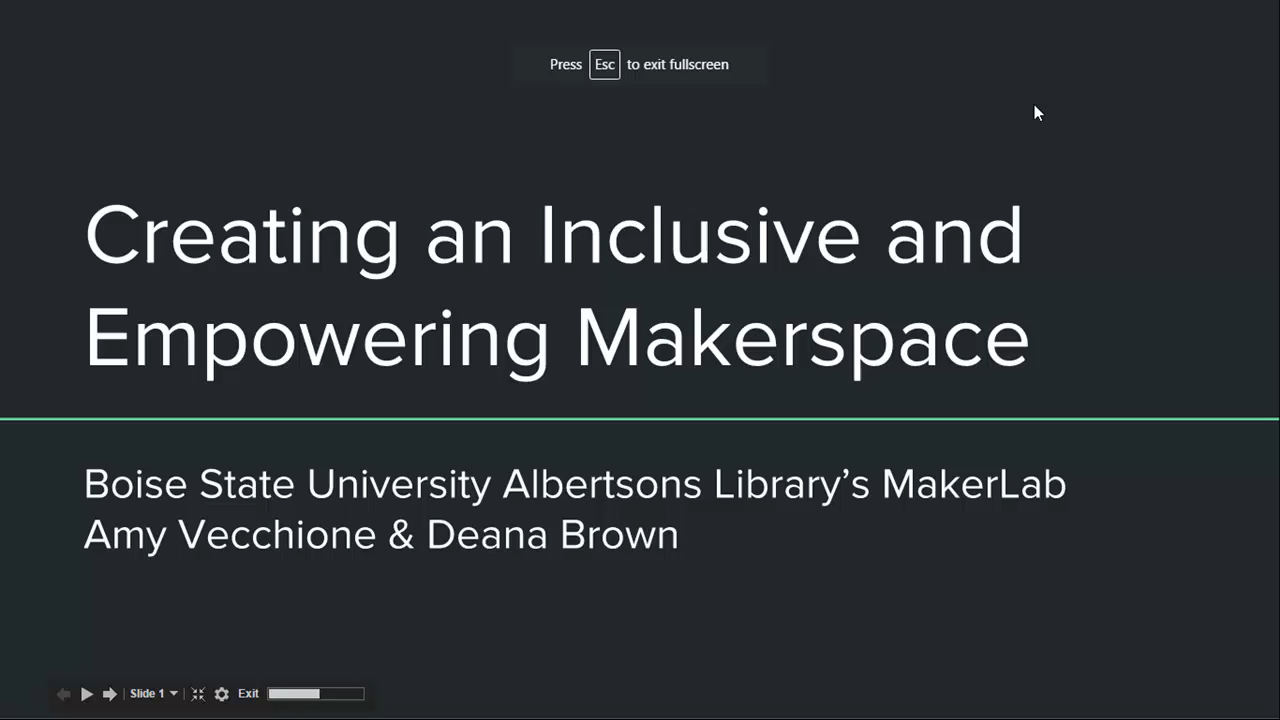 Press Esc to exit fullscreen
Creating an Inclusive and
Empowering Makerspace
Boise State University Albertsons Library’s MakerLab
Amy Vecchione & Deana Brown
Slide 1 Exit